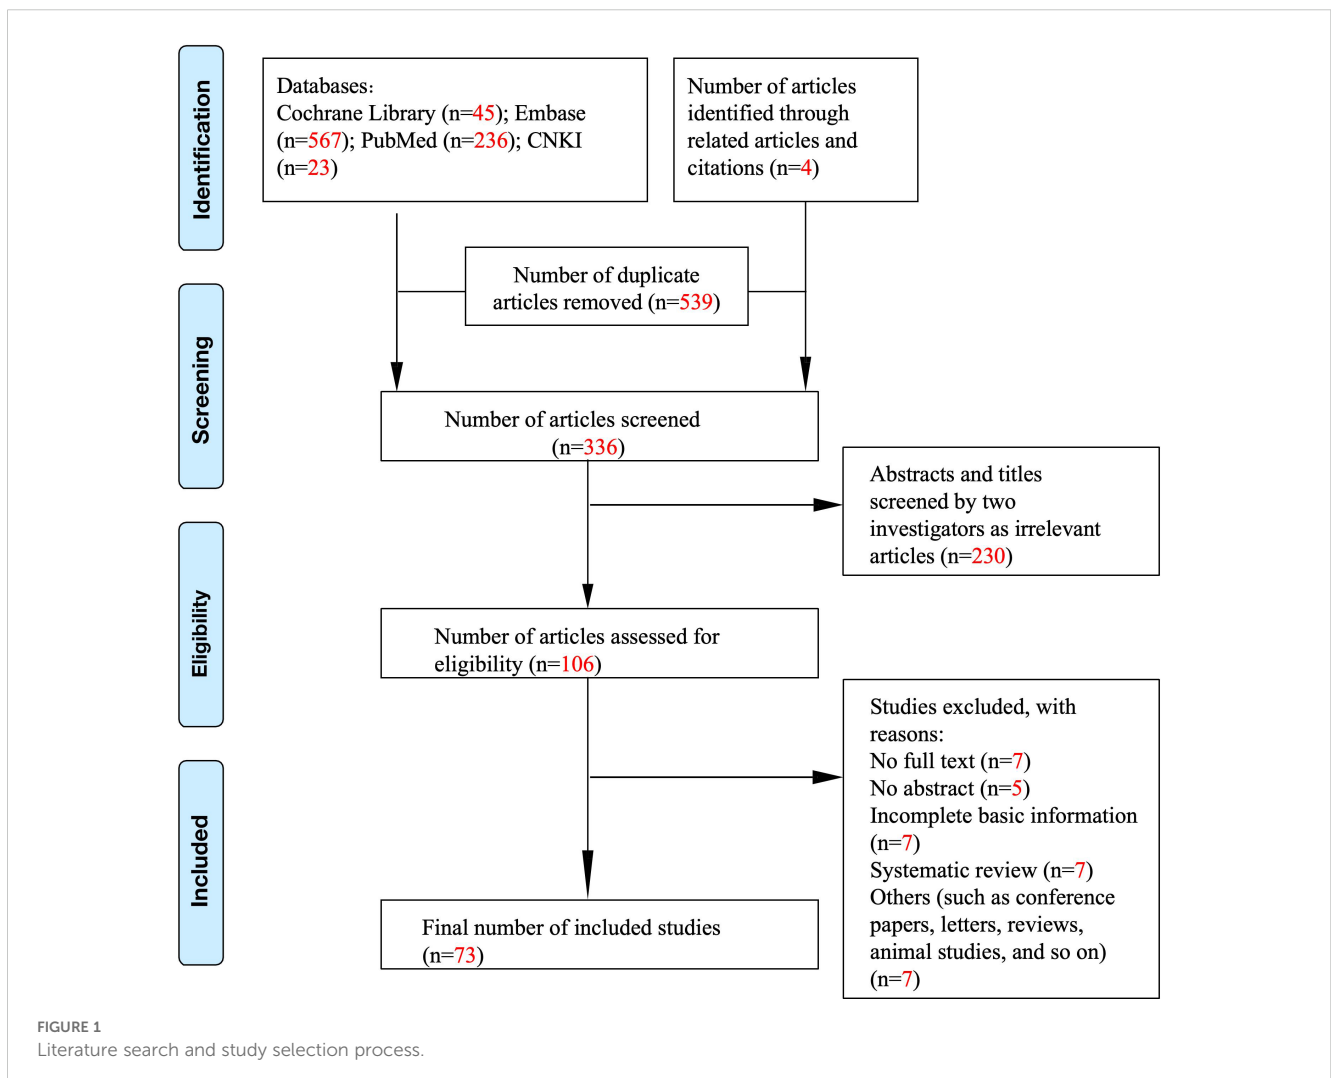 Identification
Databases:
Cochrane Library (n=45); Embase
(n=567); PubMed (n=236); CNKI
(n=23)
Number of articles
identified through
related articles and
citations (n=4)
Number of duplicate
articles removed (n=539)
Screening
Number of articles screened
(n=336)
Abstracts and titles
screened by two
investigators as irrelevant
articles (n=230)
Eligibility
Number of articles assessed for
eligibility (n=106)
Studies excluded, with
reasons:
No full text (n=7)
No abstract (n=5)
Incomplete basic information
(n=7)
Systematic review (n=7)
Others (such as conference
papers, letters, reviews,
animal studies, and so on)
(n=7)
Included
Final number of included studies
(n=73)
FIGURE 1
Literature search and study selection process.